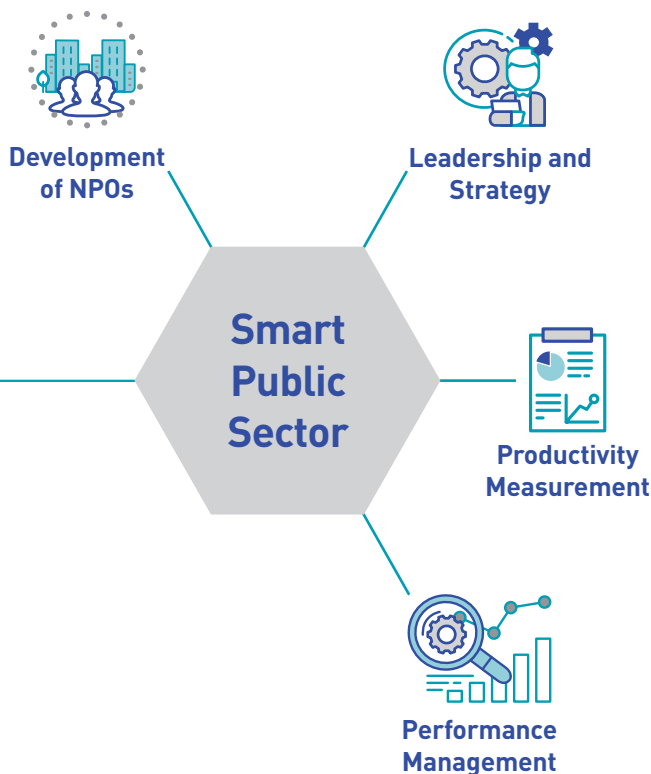 Development
of NPOs
Leadership and
Strategy
Smart
Public
Sector
Productivity
Measurement
Performance
Management